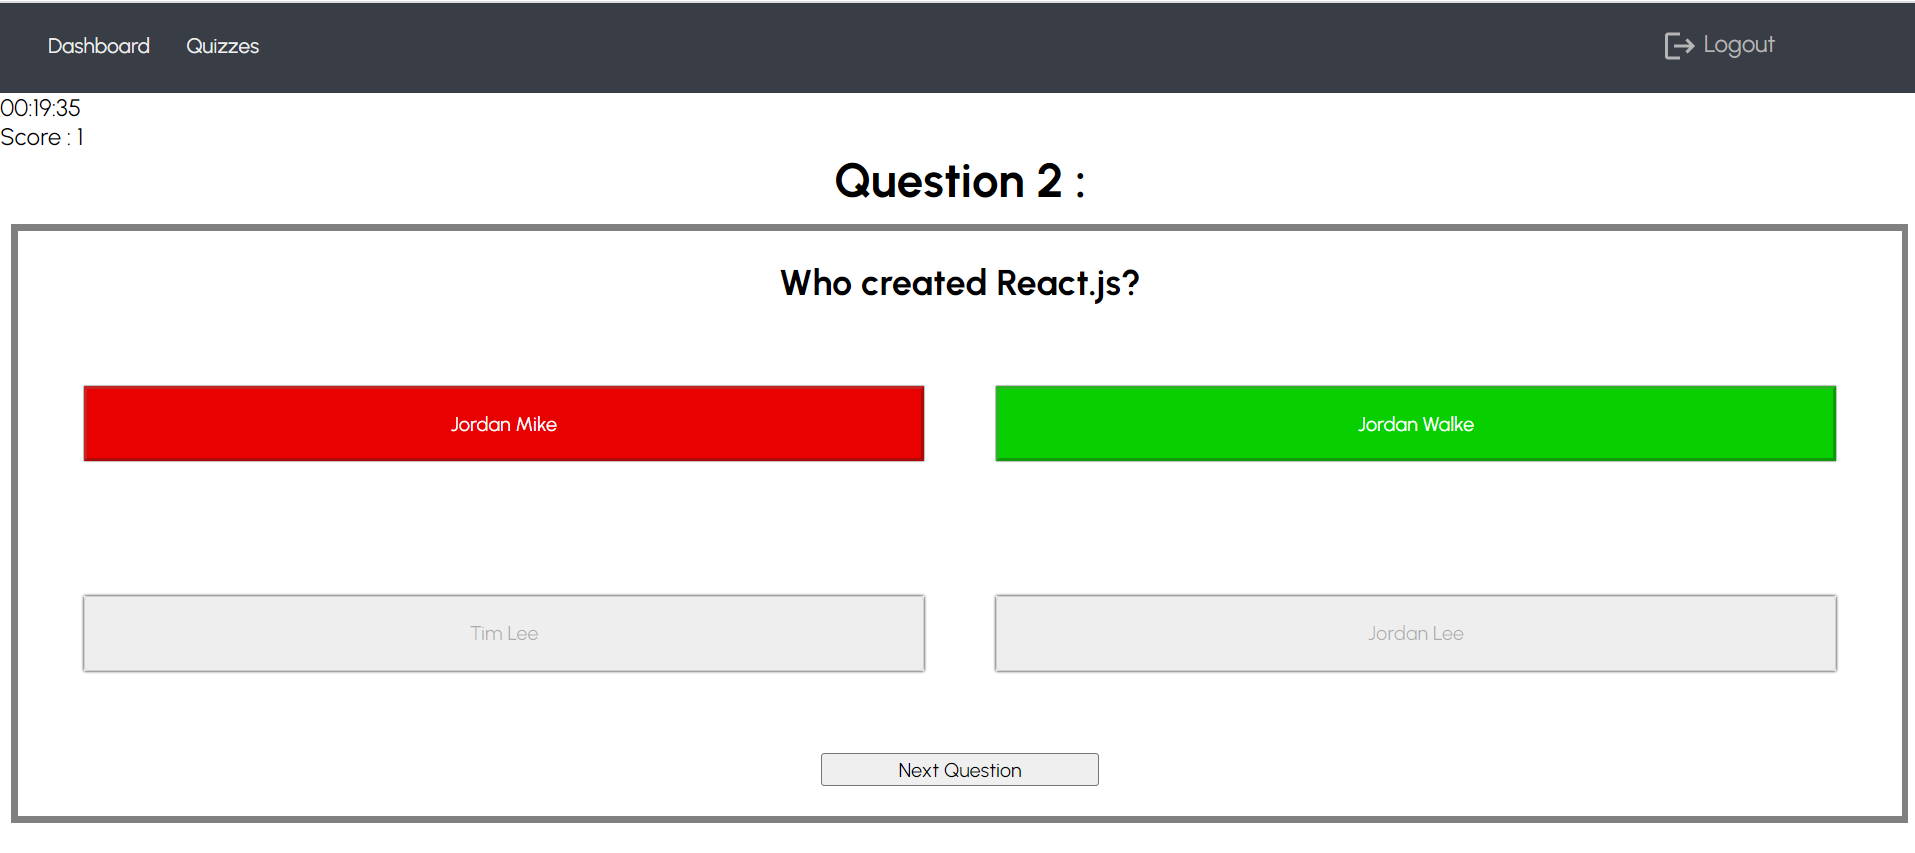 Dashboard Quizzes Logout
00:19:35
Score : 1
Question 2 :
Who created React.js?
Jordan Mike
Jordan Walke
Tim Lee
Jordan Lee
Next Question